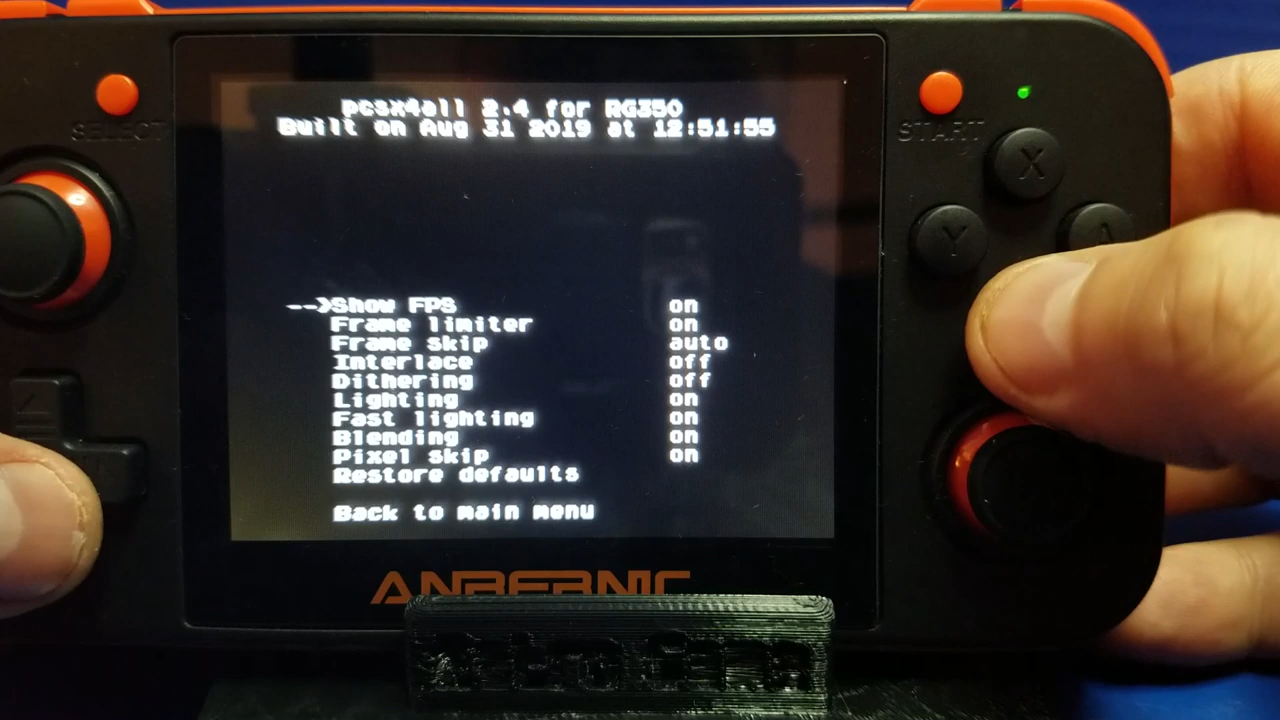 pcsx4all 2.4 for RG350
Built on Aug 31 2019 at 12:51:55
SELECT
START
X
Y
A
-->Show FPS on
Frame limiter on
Frame skip auto
Interlace off
Dithering off
Lighting on
Fast lighting on
Blending on
Pixel skip on
Restore defaults
Back to main menu
ANBERNIC